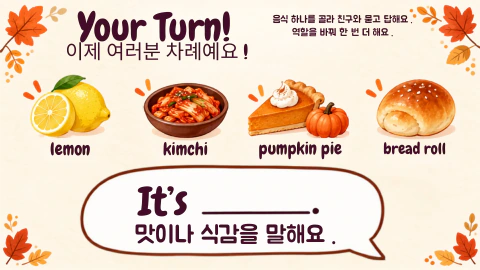 Your Turn!
이제 여러분 차례예요 !
음식 하나를 골라 친구와 묻고 답해요 .
역할을 바꿔 한 번 더 해요 .
lemon
kimchi
pumpkin pie
bread roll
It's ________.
맛이나 식감을 말해요 .